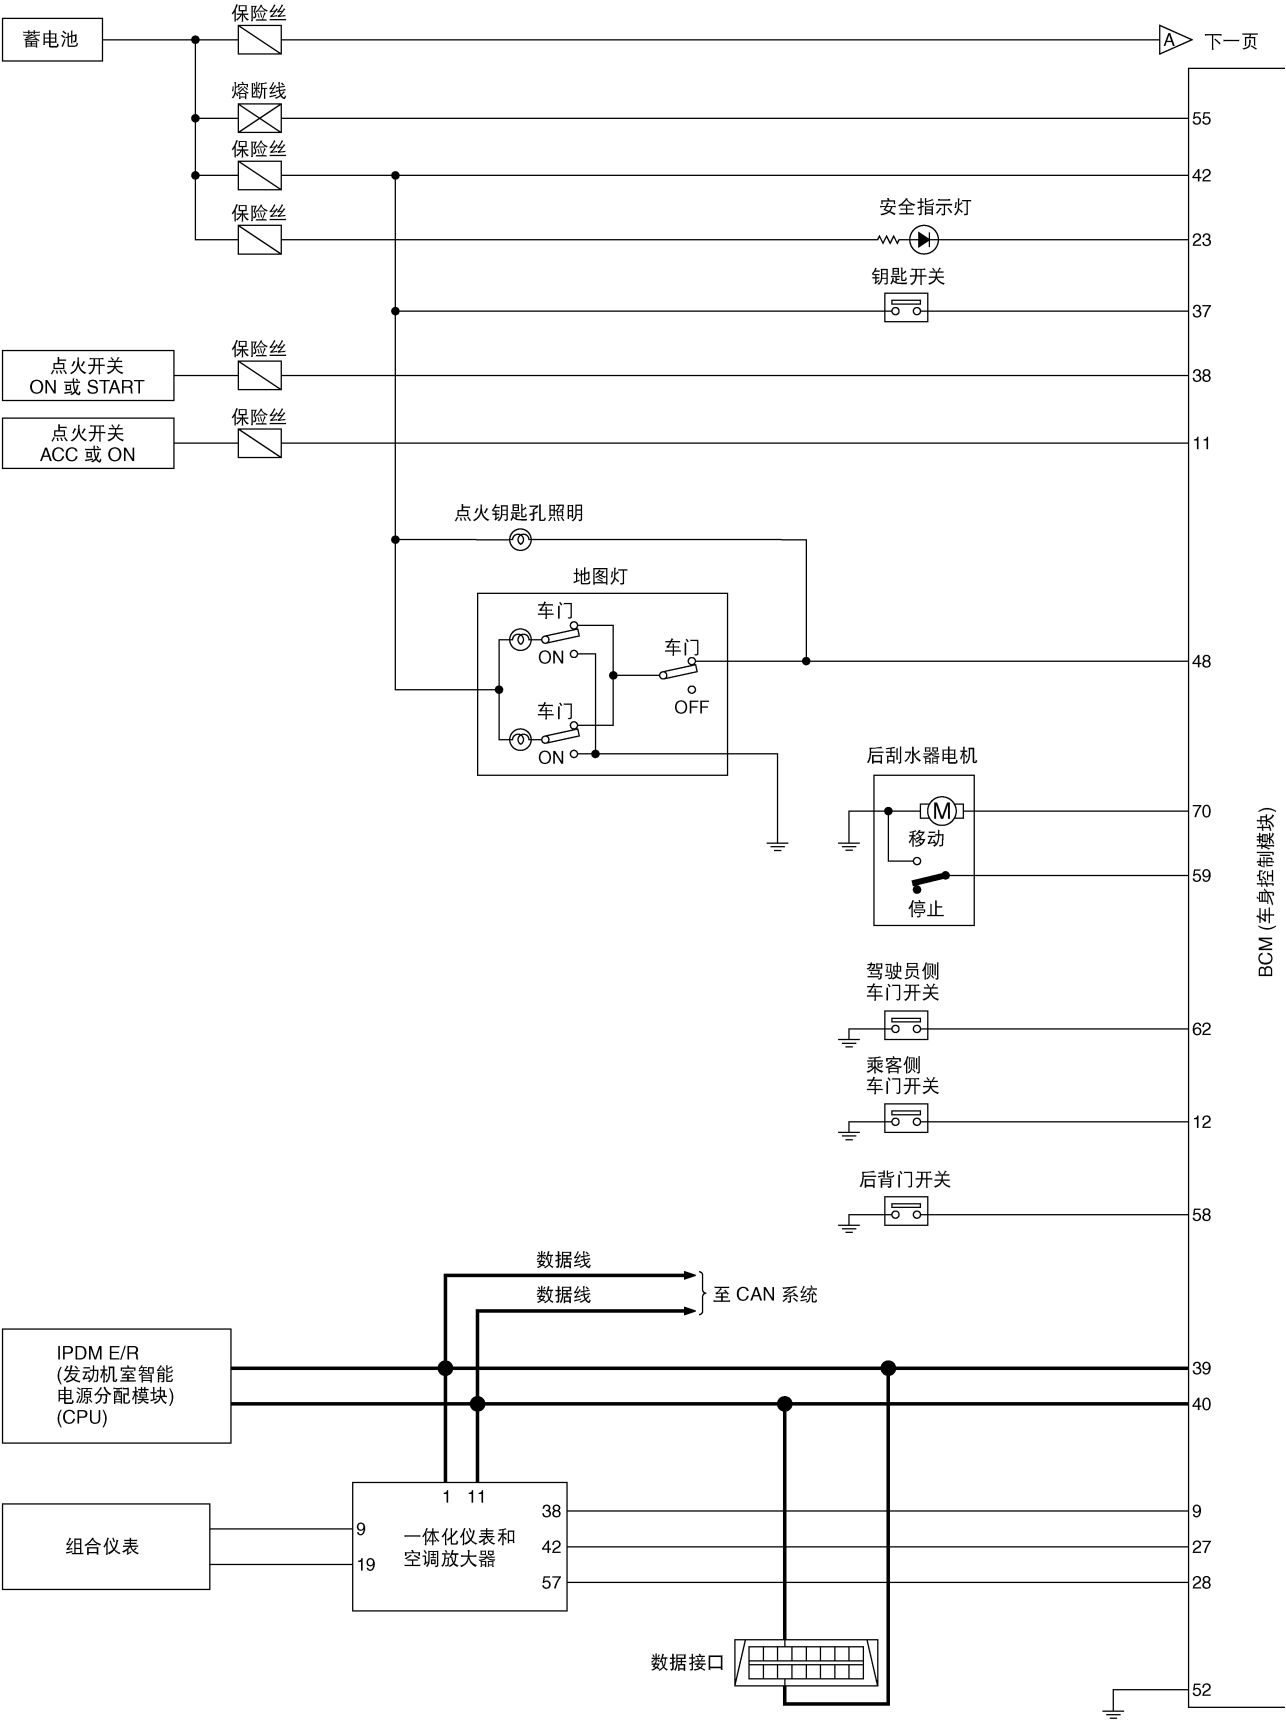 保险丝
蓄电池
A 下一页
熔断线
55
保险丝
42
保险丝
安全指示灯
23
钥匙开关
37
点火开关
ON 或 START
保险丝
38
点火开关
ACC 或 ON
保险丝
11
点火钥匙孔照明
地图灯
车门
ON
车门
48
OFF
车门
ON
后刮水器电机
M
70
移动
59
停止
BCM (车身控制模块)
驾驶员侧
车门开关
62
乘客侧
车门开关
12
后背门开关
58
数据线
数据线
至 CAN 系统
IPDM E/R
(发动机室智能
电源分配模块)
(CPU)
39
40
1 11
组合仪表
9
19
一体化仪表和
空调放大器
38
42
57
9
27
28
数据接口
52